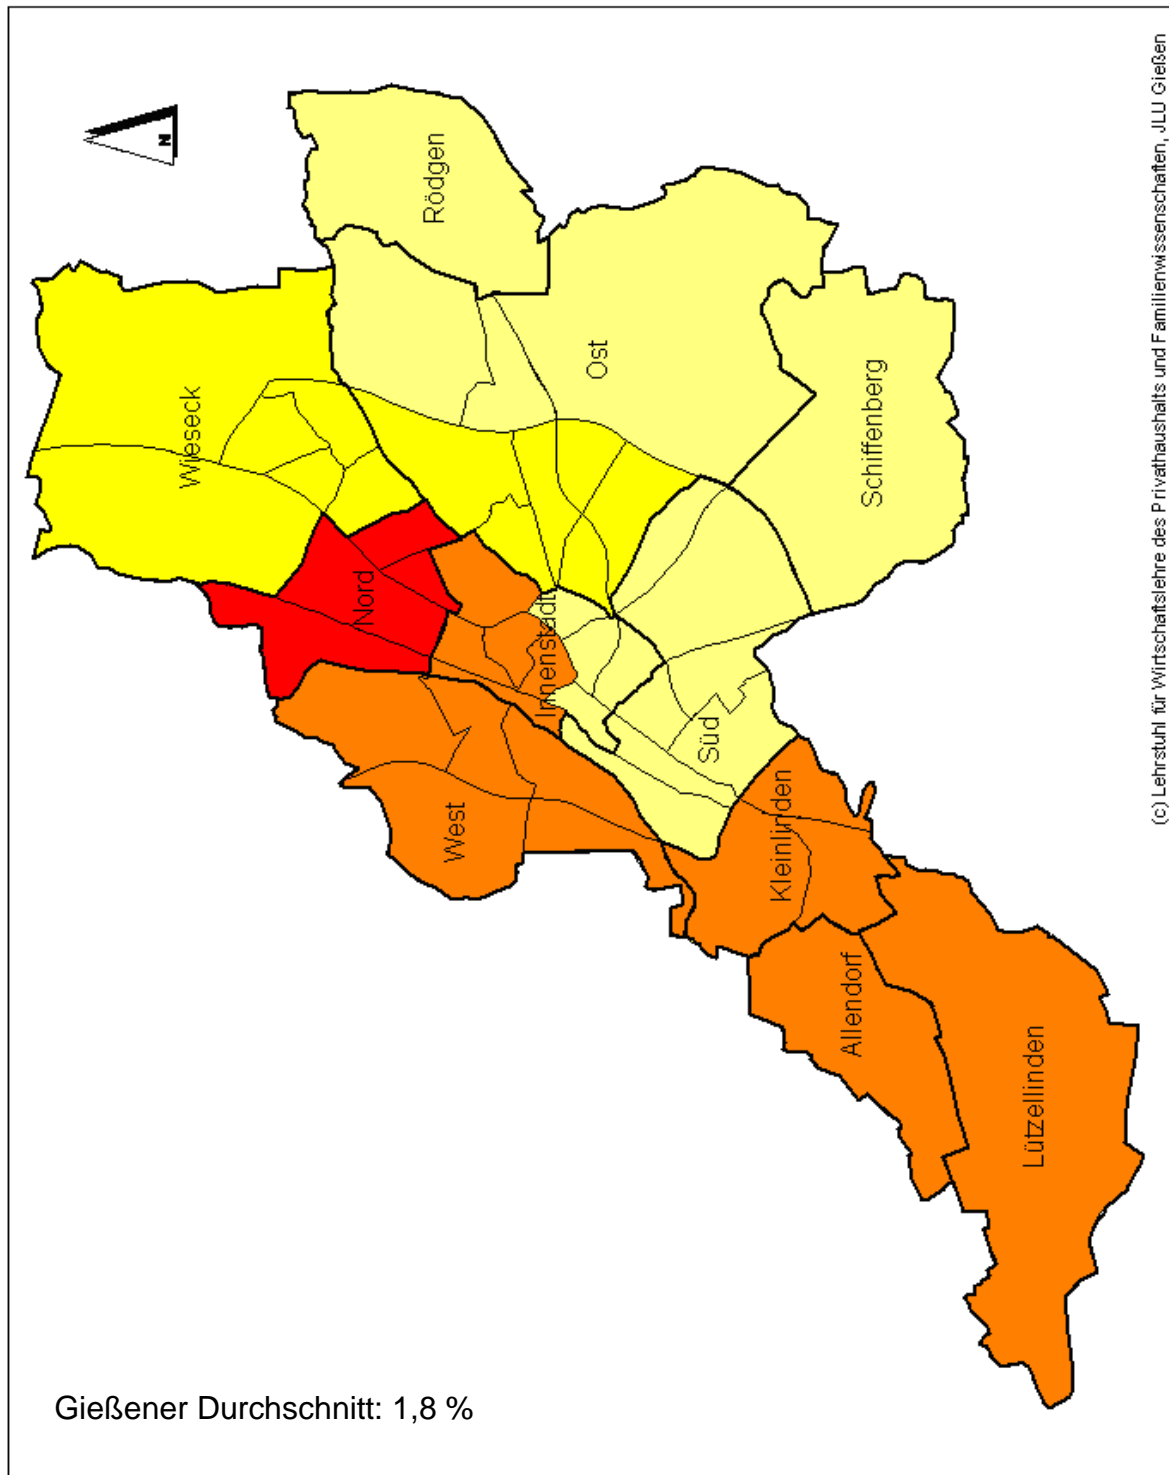 N
Rödgen
Wieseck
Ost
Schiffenberg
Nord
Innenstadt
Süd
West
Kleinlinden
Allendorf
Lützellinden
Gießener Durchschnitt: 1,8 %
(c) Lehrstuhl für Wirtschaftslehre des Privathaushalts und Familienwissenschaften, JLU Gießen